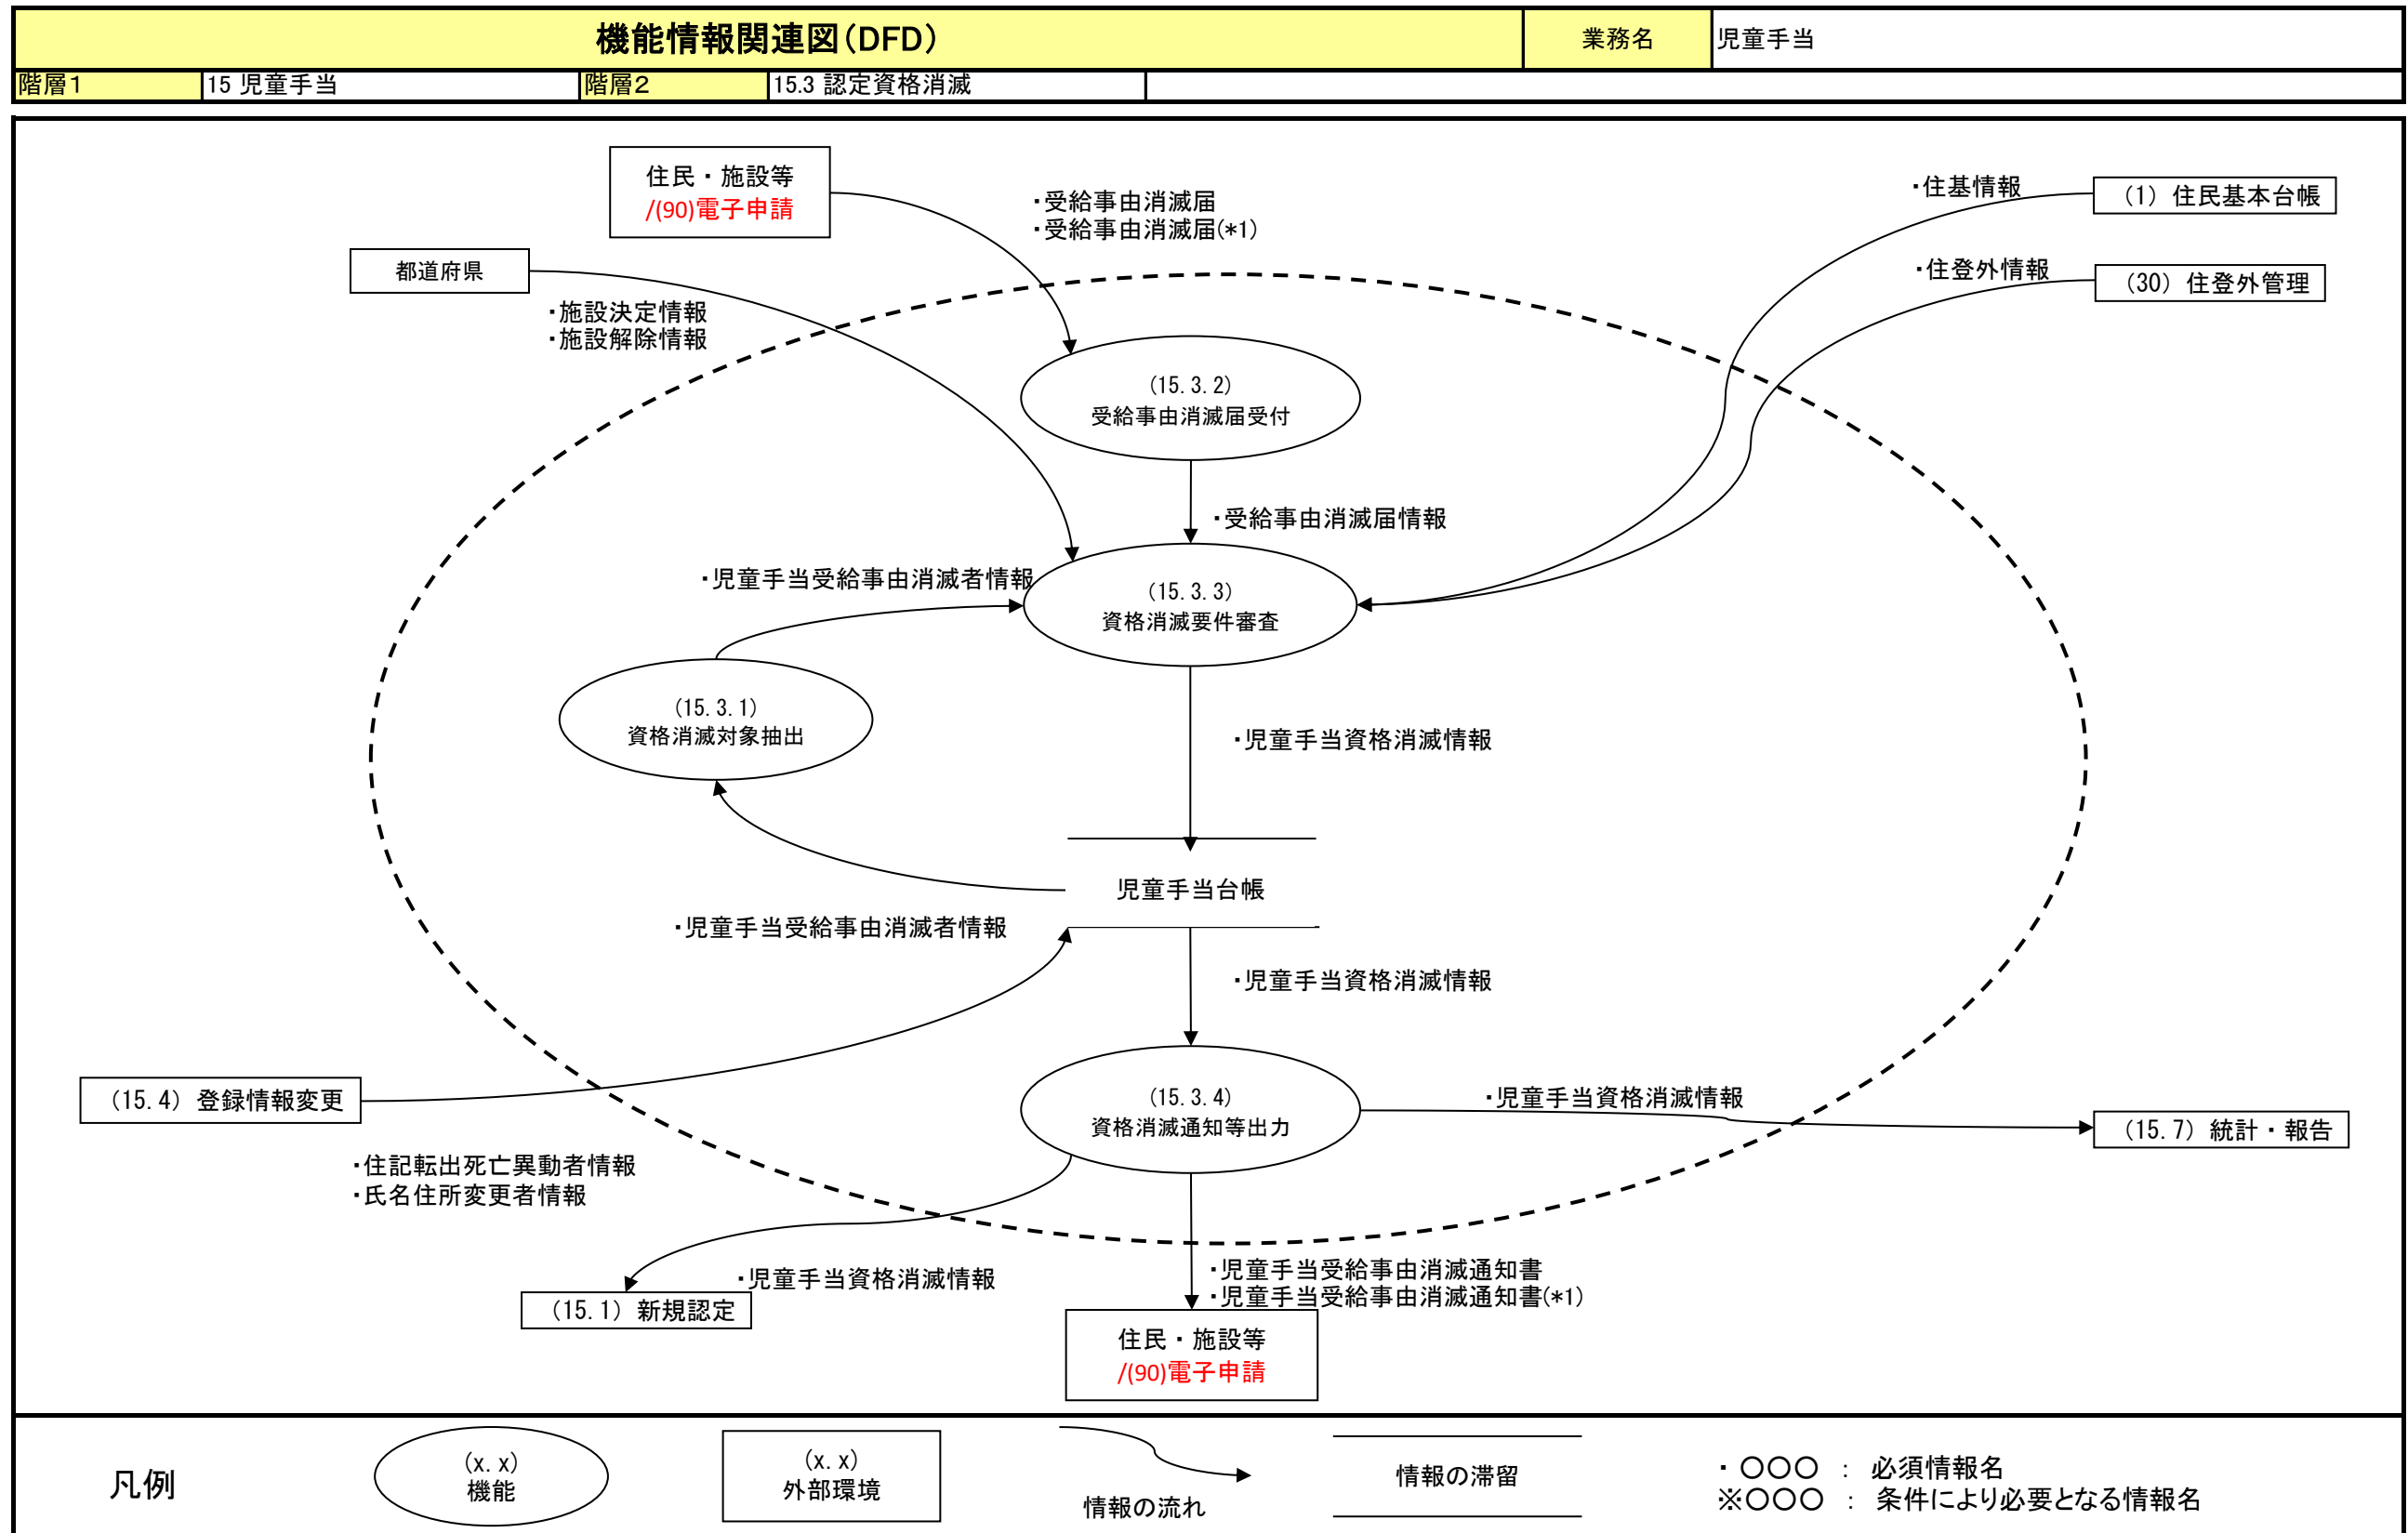 機能情報関連図（DFD）
業務名
児童手当
階層１
15 児童手当
階層２
15.3 認定資格消滅
住民・施設等
/(90)電子申請
・受給事由消滅届
・受給事由消滅届(*1)
・住基情報
（1）住民基本台帳
都道府県
・住登外情報
（30）住登外管理
・施設決定情報
・施設解除情報
（15.3.2）
受給事由消滅届受付
・受給事由消滅届情報
・児童手当受給事由消滅者情報
（15.3.3）
資格消滅要件審査
（15.3.1）
資格消滅対象抽出
・児童手当資格消滅情報
児童手当台帳
・児童手当受給事由消滅者情報
・児童手当資格消滅情報
（15.4）登録情報変更
（15.3.4）
資格消滅通知等出力
・児童手当資格消滅情報
（15.7）統計・報告
・住記転出死亡異動者情報
・氏名住所変更者情報
・児童手当資格消滅情報
（15.1）新規認定
・児童手当受給事由消滅通知書
・児童手当受給事由消滅通知書(*1)
住民・施設等
/(90)電子申請
凡例
（x.x）
機能
（x.x）
外部環境
情報の流れ
情報の滞留
・ 〇〇〇 ： 必須情報名
※〇〇〇 ： 条件により必要となる情報名